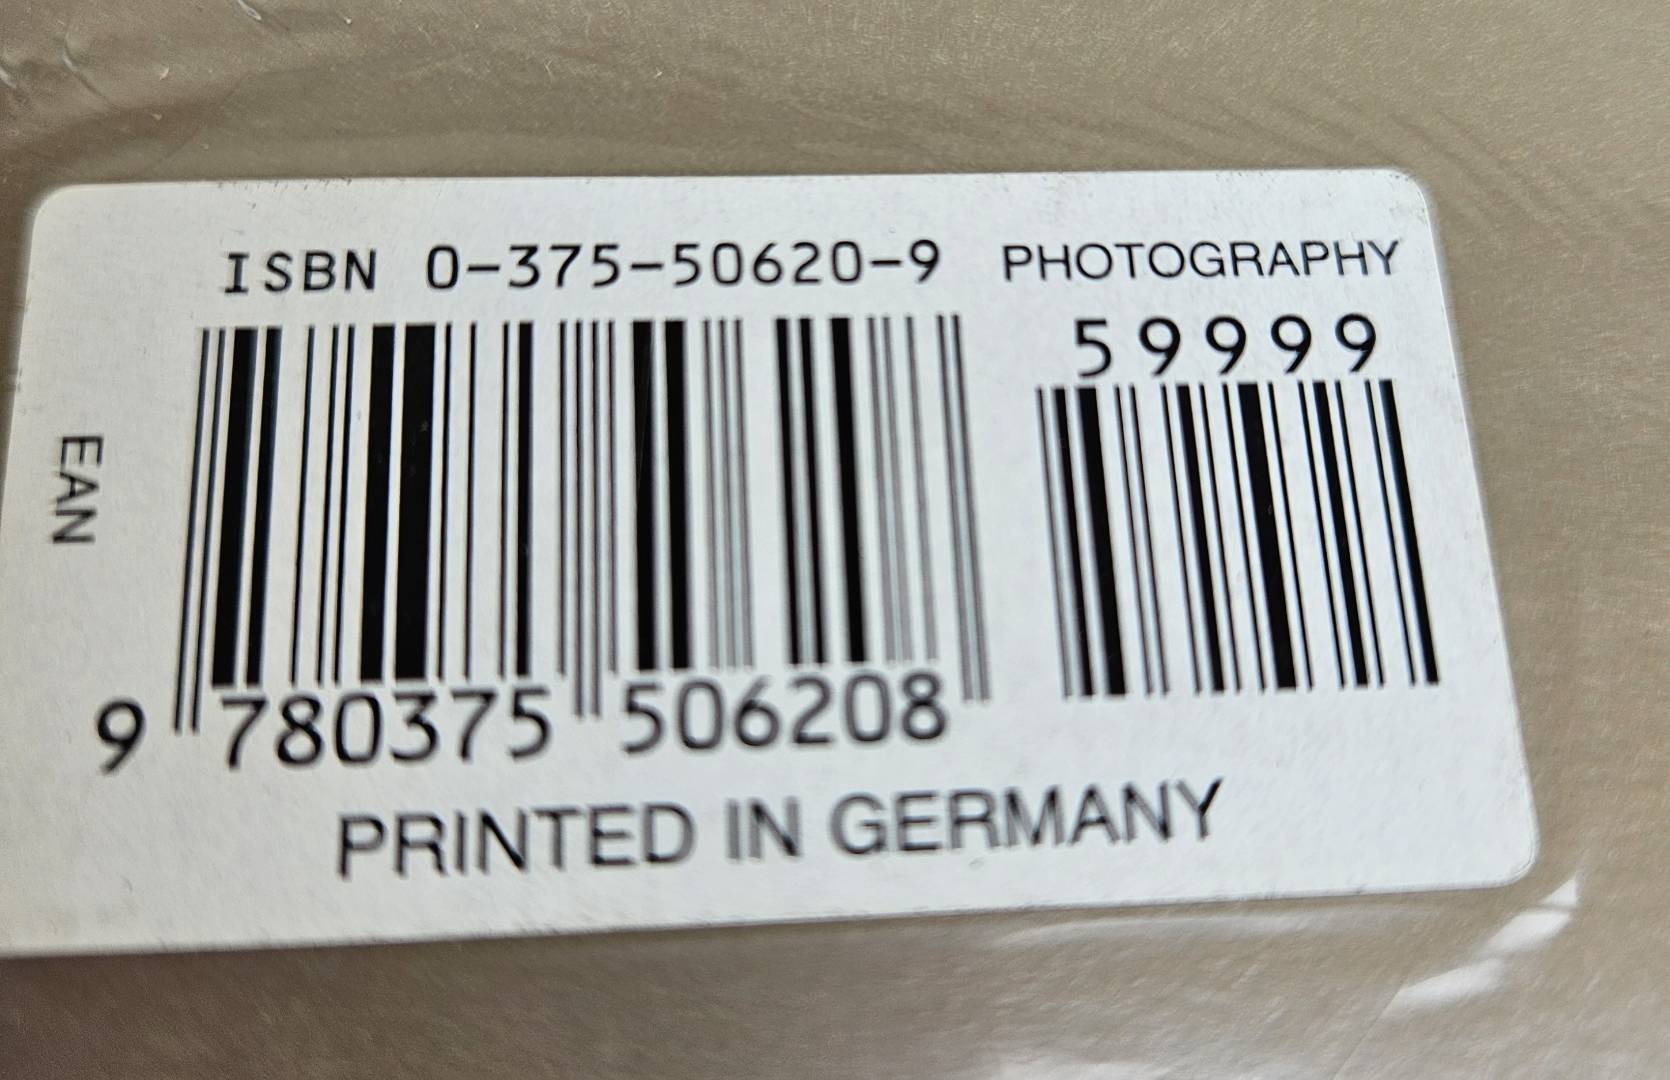 ISBN 0-375-50620-9 PHOTOGRAPHY
59999
EAN
9 780375 506208
PRINTED IN GERMANY